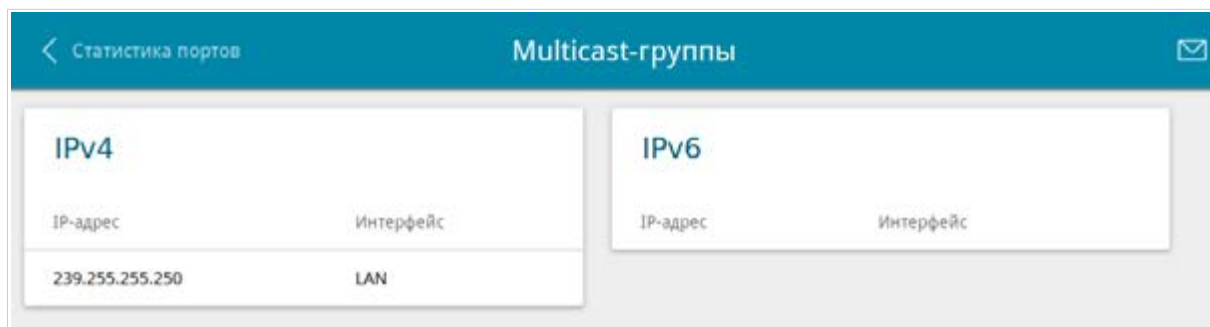 Статистика портов
Multicast-группы
IPv4
IP-адрес Интерфейс
239.255.255.250 LAN
IPv6
IP-адрес Интерфейс